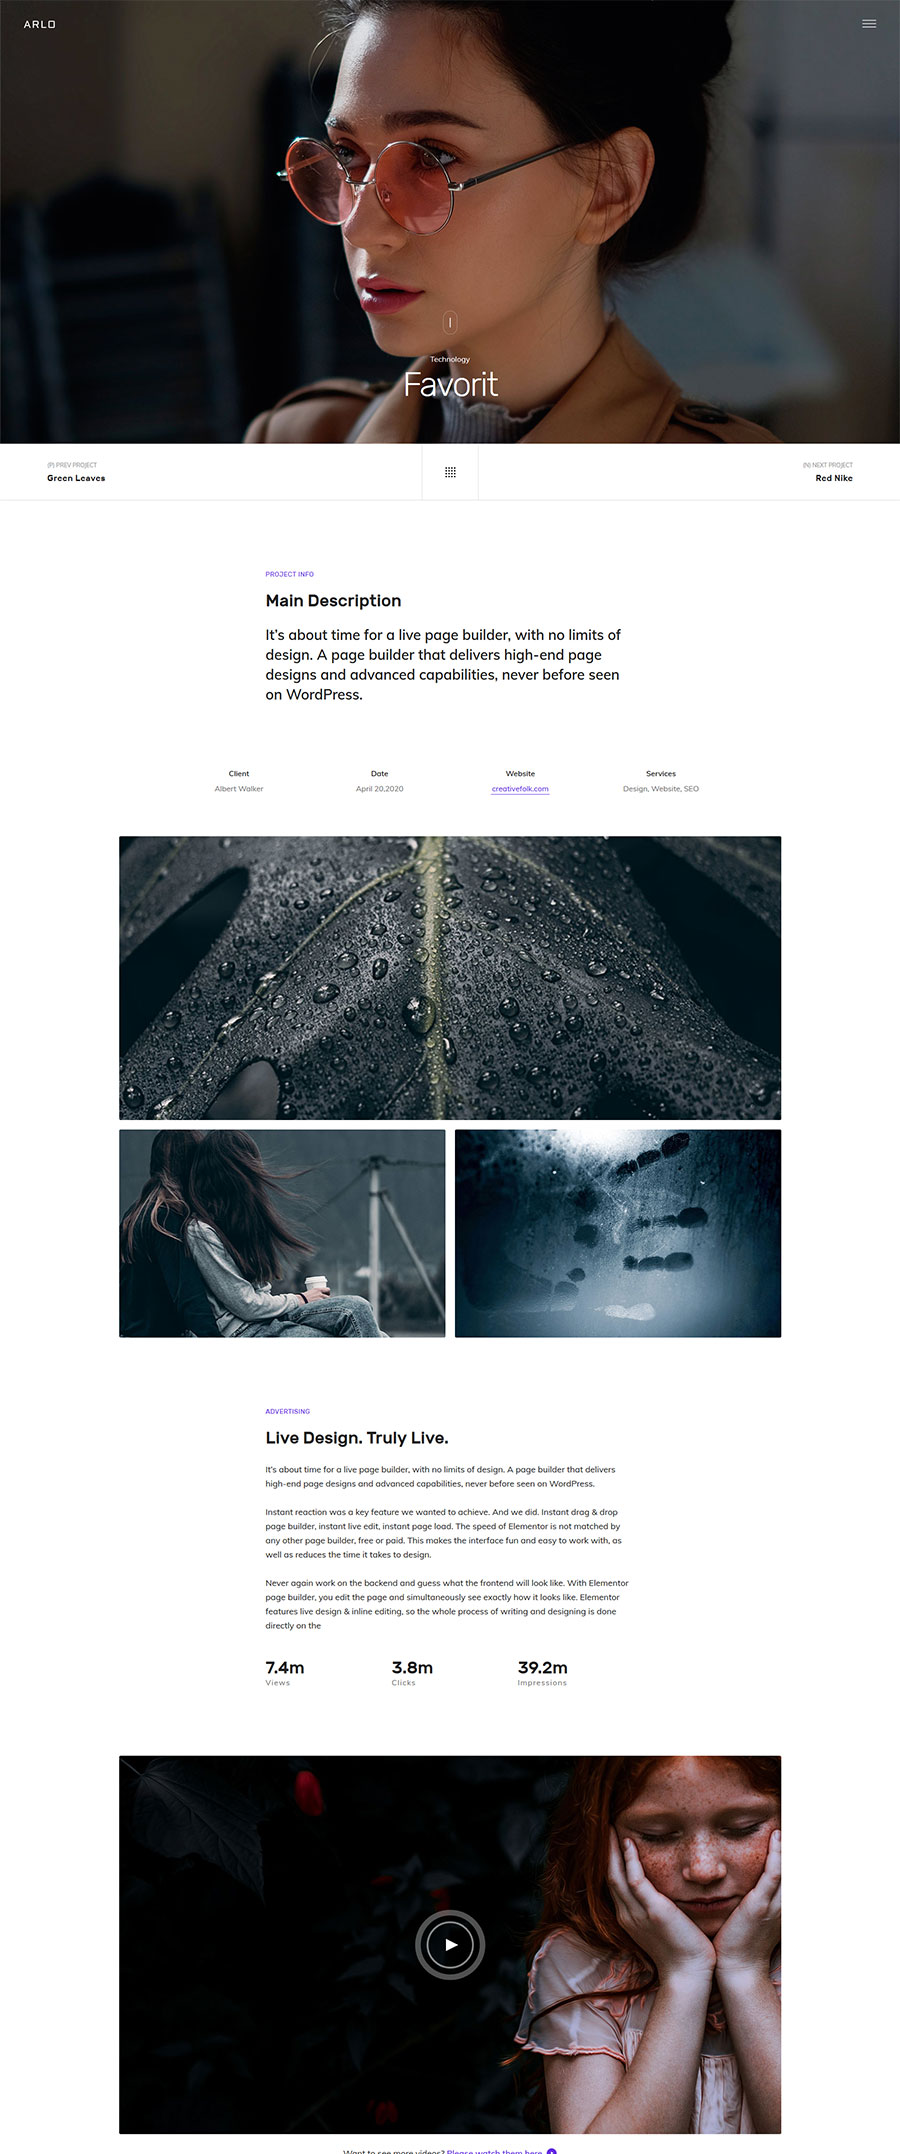 ARLO
Technology
Favorit
(P) PREV PROJECT
Green Leaves
(N) NEXT PROJECT
Red Nike
PROJECT INFO
Main Description
It's about time for a live page builder, with no limits of
design. A page builder that delivers high-end page
designs and advanced capabilities, never before seen
on WordPress.
Client
Albert Walker
Date
April 20,2020
Website
creativefolk.com
Services
Design, Website, SEO
ADVERTISING
Live Design. Truly Live.
It's about time for a live page builder, with no limits of design. A page builder that delivers
high-end page designs and advanced capabilities, never before seen on WordPress.
Instant reaction was a key feature we wanted to achieve. And we did. Instant drag & drop
page builder, instant live edit, instant page load. The speed of Elementor is not matched by
any other page builder, free or paid. This makes the interface fun and easy to work with, as
well as reduces the time it takes to design.
Never again work on the backend and guess what the frontend will look like. With Elementor
page builder, you edit the page and simultaneously see exactly how it looks like. Elementor
features live design & inline editing, so the whole process of writing and designing is done
directly on the
7.4m
Views
3.8m
Clicks
39.2m
Impressions
Want to see more videos? Please watch them here